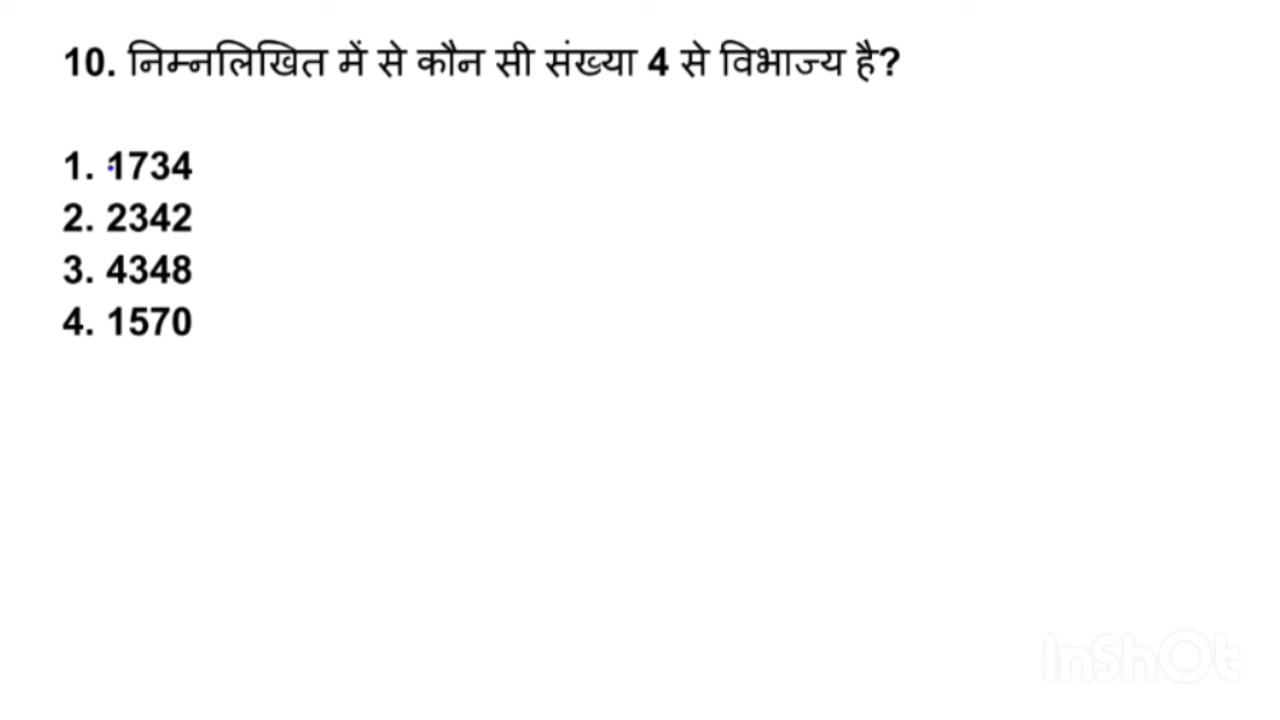 10. निम्नलिखित में से कौन सी संख्या 4 से विभाज्य है?
1. 1734
2. 2342
3. 4348
4. 1570
InShOt